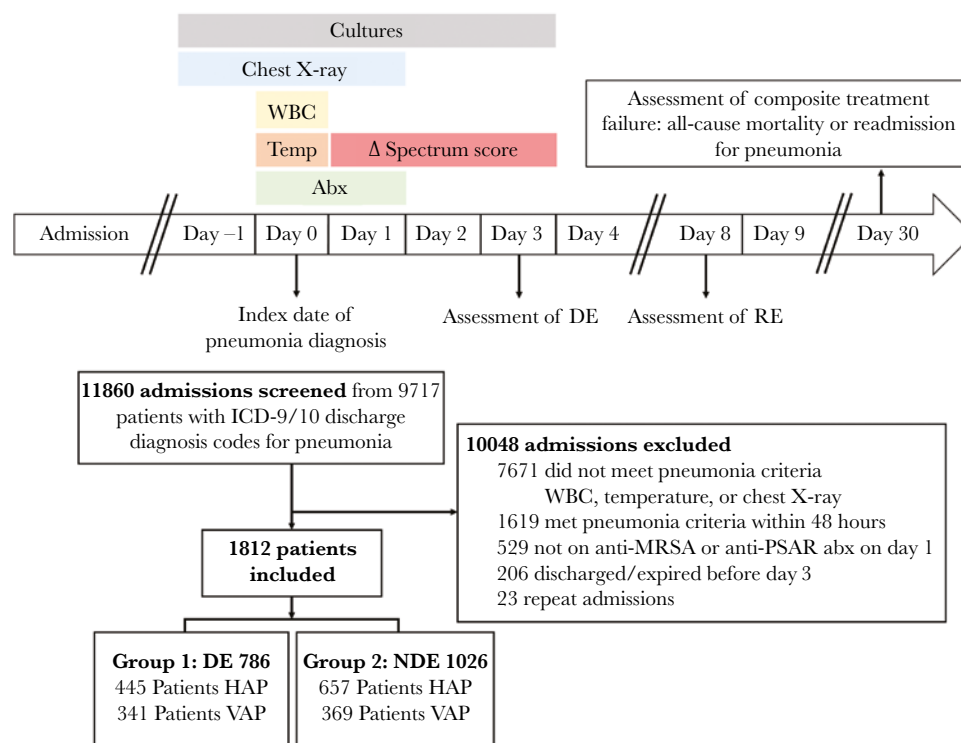 Cultures
Chest X-ray
WBC
Temp
Δ Spectrum score
Abx
Assessment of composite treatment
failure: all-cause mortality or readmission
for pneumonia
Admission
Day –1
Day 0
Day 1
Day 2
Day 3
Day 4
Day 8
Day 9
Day 30
Index date of
pneumonia diagnosis
Assessment of DE
Assessment of RE
11860 admissions screened from 9717
patients with ICD-9/10 discharge
diagnosis codes for pneumonia
10048 admissions excluded
7671 did not meet pneumonia criteria
WBC, temperature, or chest X-ray
1619 met pneumonia criteria within 48 hours
529 not on anti-MRSA or anti-PSAR abx on day 1
206 discharged/expired before day 3
23 repeat admissions
1812 patients
included
Group 1: DE 786
445 Patients HAP
341 Patients VAP
Group 2: NDE 1026
657 Patients HAP
369 Patients VAP